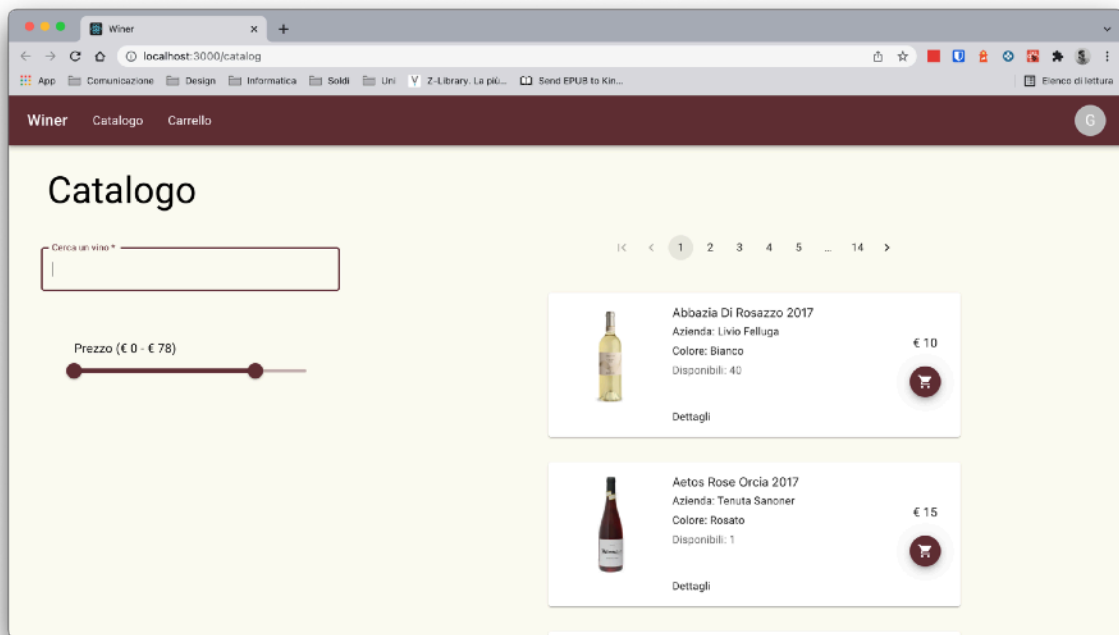 Winer
localhost:3000/catalog
App Comunicazione Design Informatica Soldi Uni Z-Library. La più... Send EPUB to Kin... Elenco di lettura
Winer Catalogo Carrello G
Catalogo
Cerca un vino *
1 2 3 4 5 ... 14
Prezzo (€ 0 - € 78)
Abbazia Di Rosazzo 2017
Azienda: Livio Felluga
€ 10
Colore: Bianco
Disponibili: 40
Dettagli
Aetos Rose Orcia 2017
Azienda: Tenuta Sanoner
€ 15
Colore: Rosato
Disponibili: 1
Dettagli